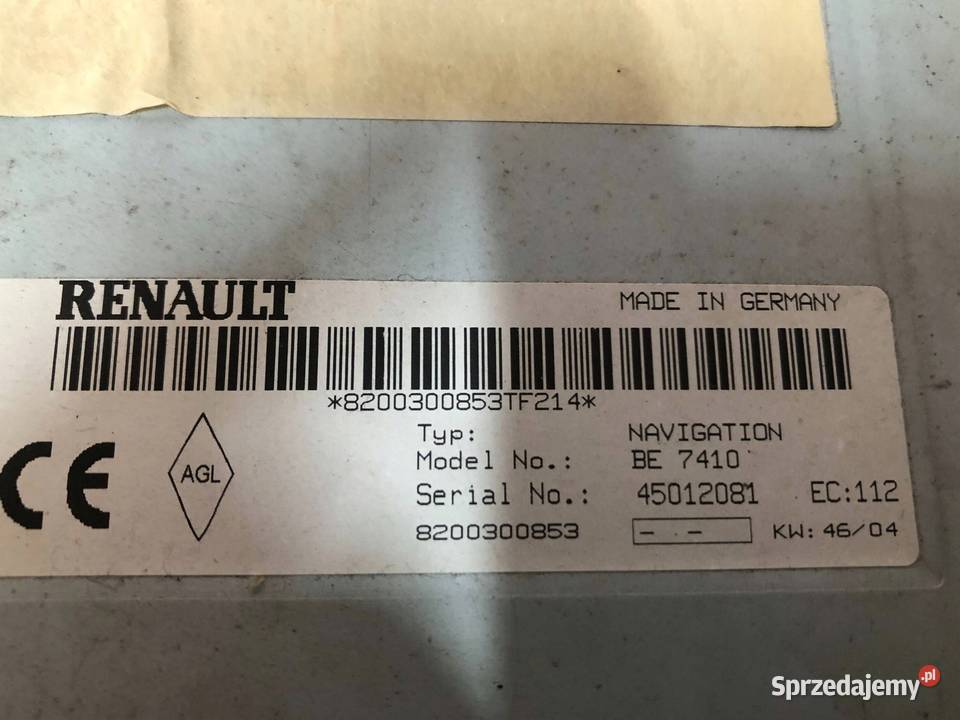 RENAULT MADE IN GERMANY
*8200300853TF214*
CE AGL
Typ: NAVIGATION
Model No.: BE 7410
Serial No.: 45012081 EC:112
8200300853 - - KW: 46/04
Sprzedajemy.pl